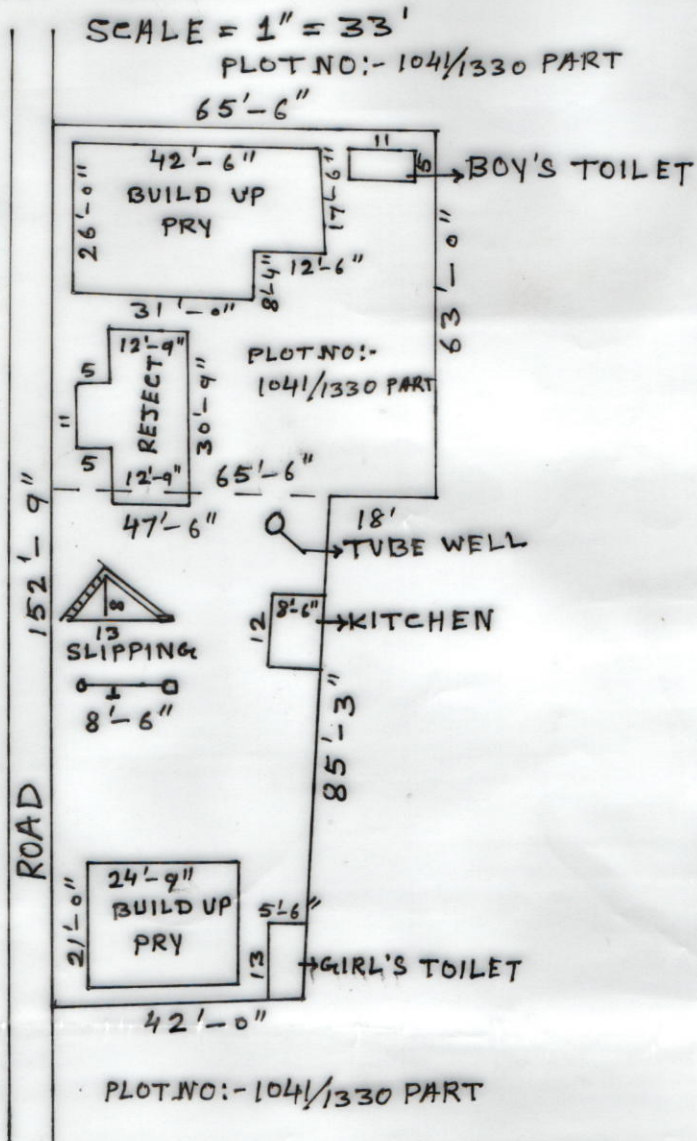 SCALE = 1" = 33'
PLOT NO:- 1041/1330 PART
65'-6"
42'-6"
BUILD UP
PRY
26'-0"
17'-6"
12'-6"
8'-4"
31'-0"
11
5
BOY'S TOILET
63'-0"
12'-9"
5
11
5
REJECT
30'-9"
12'-9"
PLOT NO:-
1041/1330 PART
65'-6"
47'-6"
18'
TUBE WELL
152'-9"
8
13
SLIPPING
8'-6"
12
8'-6"
KITCHEN
85'-3"
ROAD
24'-9"
BUILD UP
PRY
21'-0"
5'-6"
13
GIRL'S TOILET
42'-0"
PLOT NO:-1041/1330 PART